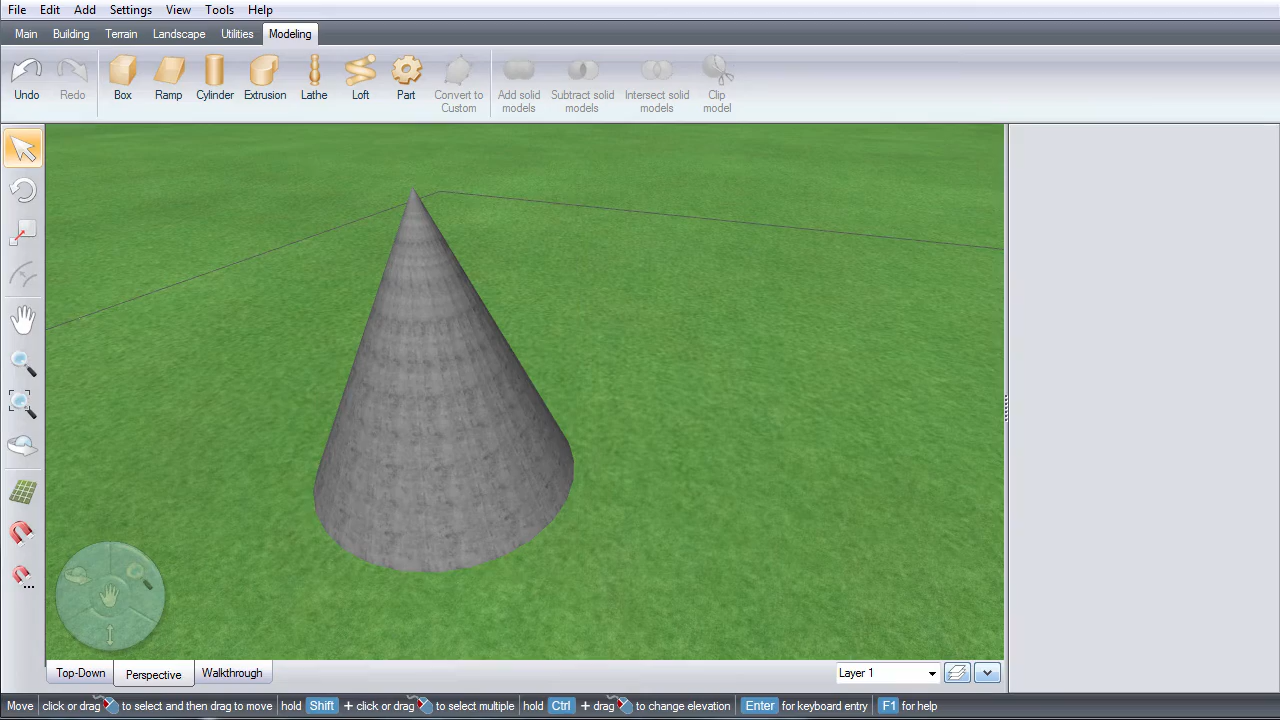 File Edit Add Settings View Tools Help
Main Building Terrain Landscape Utilities Modeling
Undo Redo Box Ramp Cylinder Extrusion Lathe Loft Part Convert to Custom Add solid models Subtract solid models Intersect solid models Clip model
Top-Down Perspective Walkthrough Layer 1
Move click or drag to select and then drag to move hold Shift + click or drag to select multiple hold Ctrl + drag to change elevation Enter for keyboard entry F1 for help